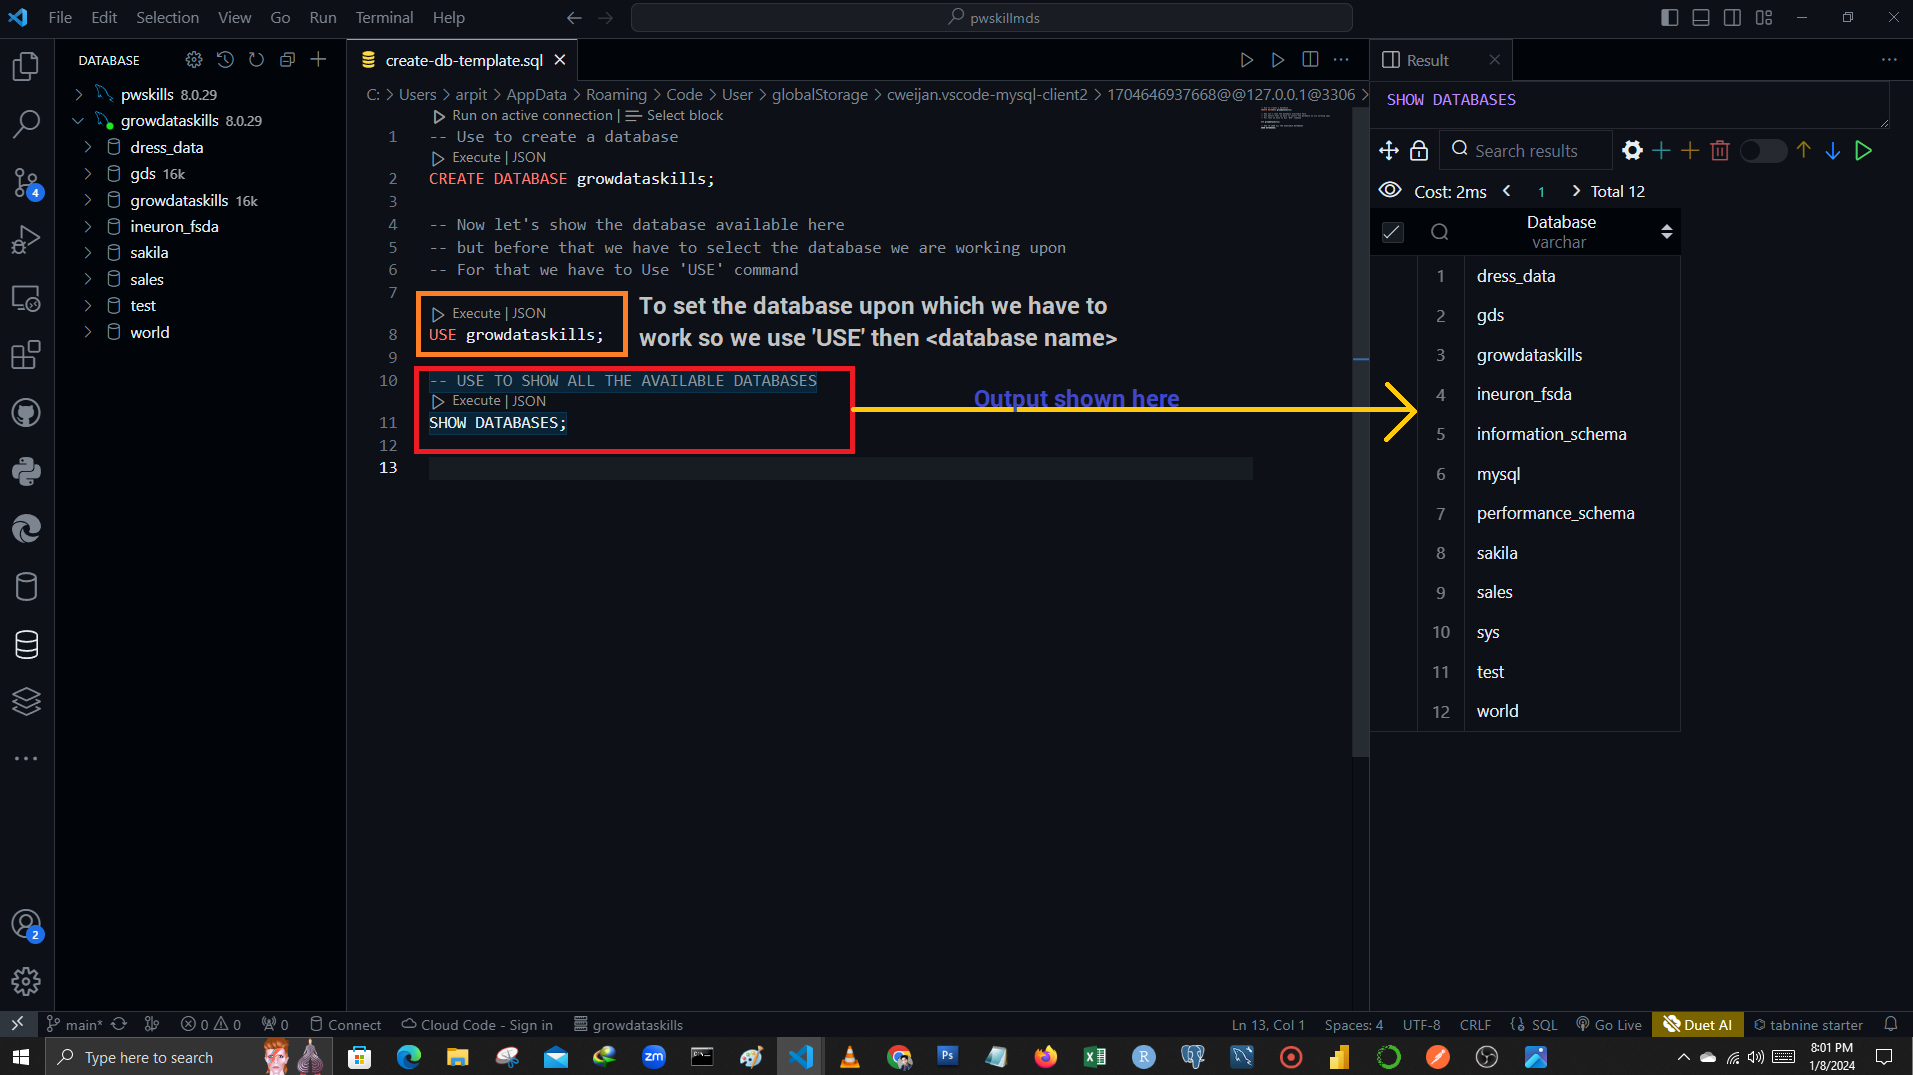 File Edit Selection View Go Run Terminal Help
pwskillmds
DATABASE
pwskills 8.0.29
growdataskills 8.0.29
dress_data
gds 16k
growdataskills 16k
ineuron_fsda
sakila
sales
test
world
create-db-template.sql
C: > Users > arpit > AppData > Roaming > Code > User > globalStorage > cweijan.vscode-mysql-client2 > 1704646937668@@127.0.0.1@3306 >
Run on active connection | Select block
1 -- Use to create a database
Execute | JSON
2 CREATE DATABASE growdataskills;
3
4 -- Now let's show the database available here
5 -- but before that we have to select the database we are working upon
6 -- For that we have to Use 'USE' command
7
Execute | JSON
8 USE growdataskills;
To set the database upon which we have to
work so we use 'USE' then <database name>
9
10 -- USE TO SHOW ALL THE AVAILABLE DATABASES
Execute | JSON
11 SHOW DATABASES;
12
13
Output shown here
Result
SHOW DATABASES
Search results
Cost: 2ms < 1 > Total 12
Database
varchar
1 dress_data
2 gds
3 growdataskills
4 ineuron_fsda
5 information_schema
6 mysql
7 performance_schema
8 sakila
9 sales
10 sys
11 test
12 world
4
2
main* 0 0 0 Connect Cloud Code - Sign in growdataskills
Ln 13, Col 1 Spaces: 4 UTF-8 CRLF SQL Go Live Duet AI tabnine starter
Type here to search
zm
Ps
R
8:01 PM
1/8/2024